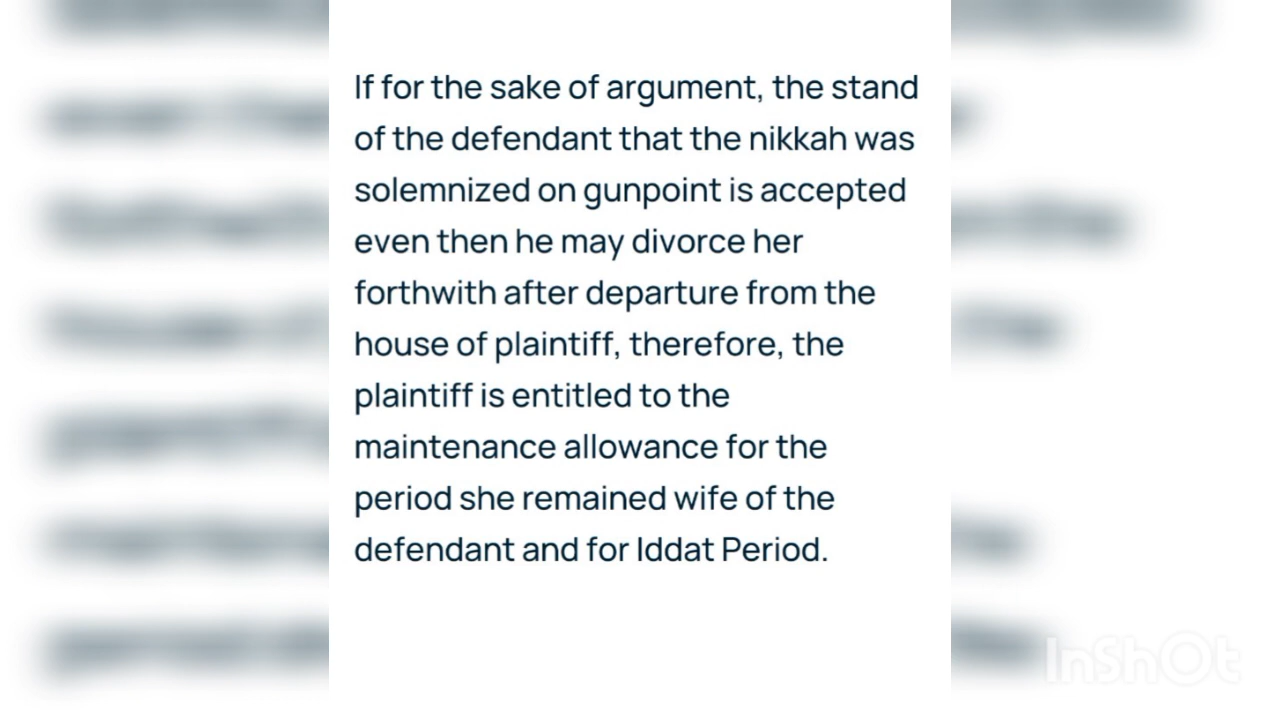 If for the sake of argument, the stand
of the defendant that the nikkah was
solemnized on gunpoint is accepted
even then he may divorce her
forthwith after departure from the
house of plaintiff, therefore, the
plaintiff is entitled to the
maintenance allowance for the
period she remained wife of the
defendant and for Iddat Period.
InShOt